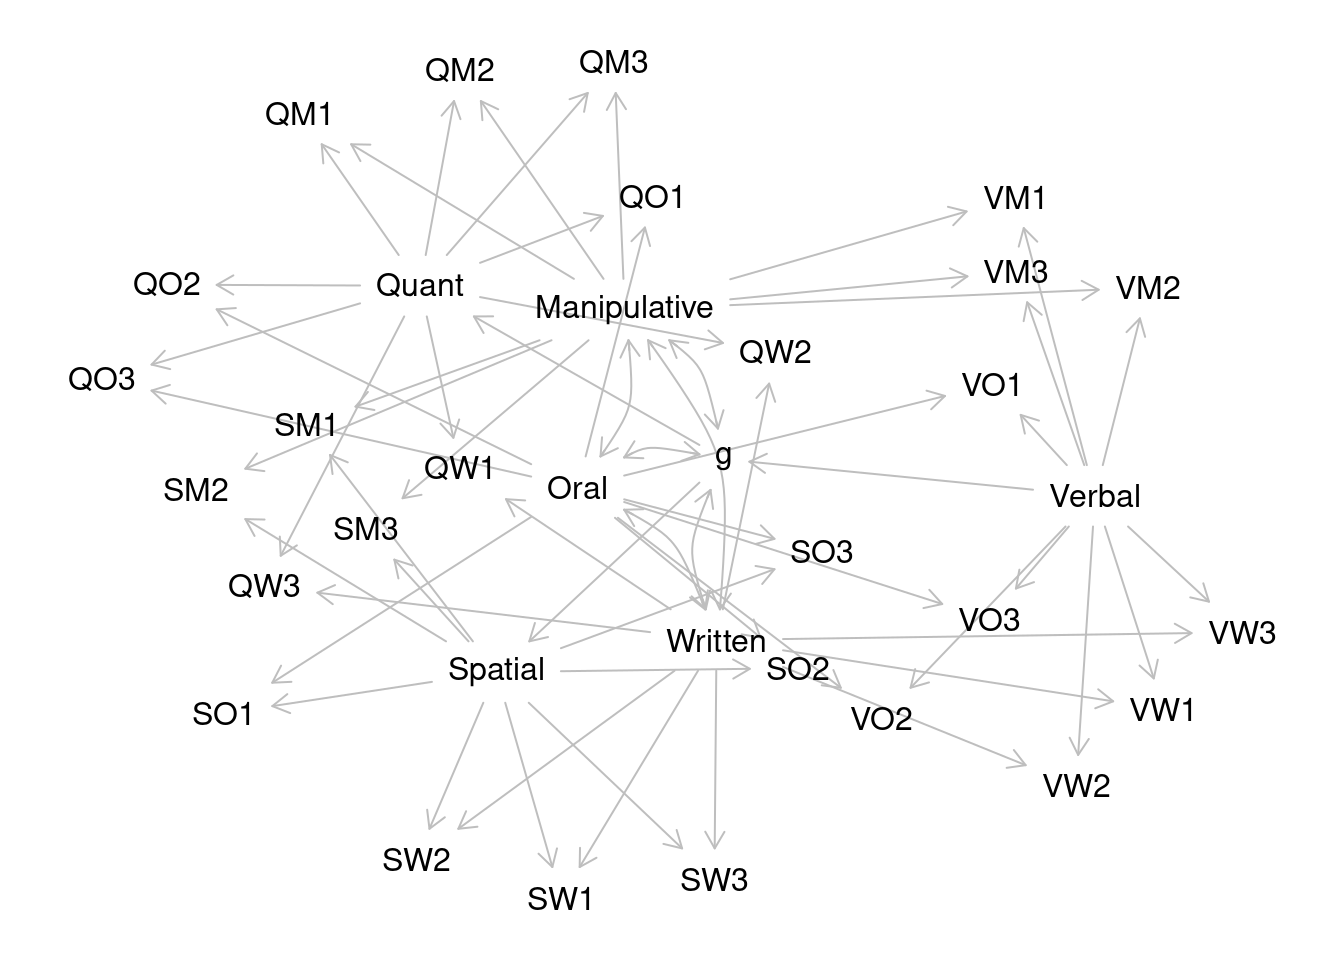 QM3
QM2
QM1
QO1
VM1
VM3
QO2
Quant
VM2
Manipulative
QW2
QO3
VO1
SM1
g
QW1
SM2
Oral
Verbal
SM3
SO3
QW3
VO3
VW3
Written
Spatial
SO2
SO1
VW1
VO2
VW2
SW2
SW3
SW1